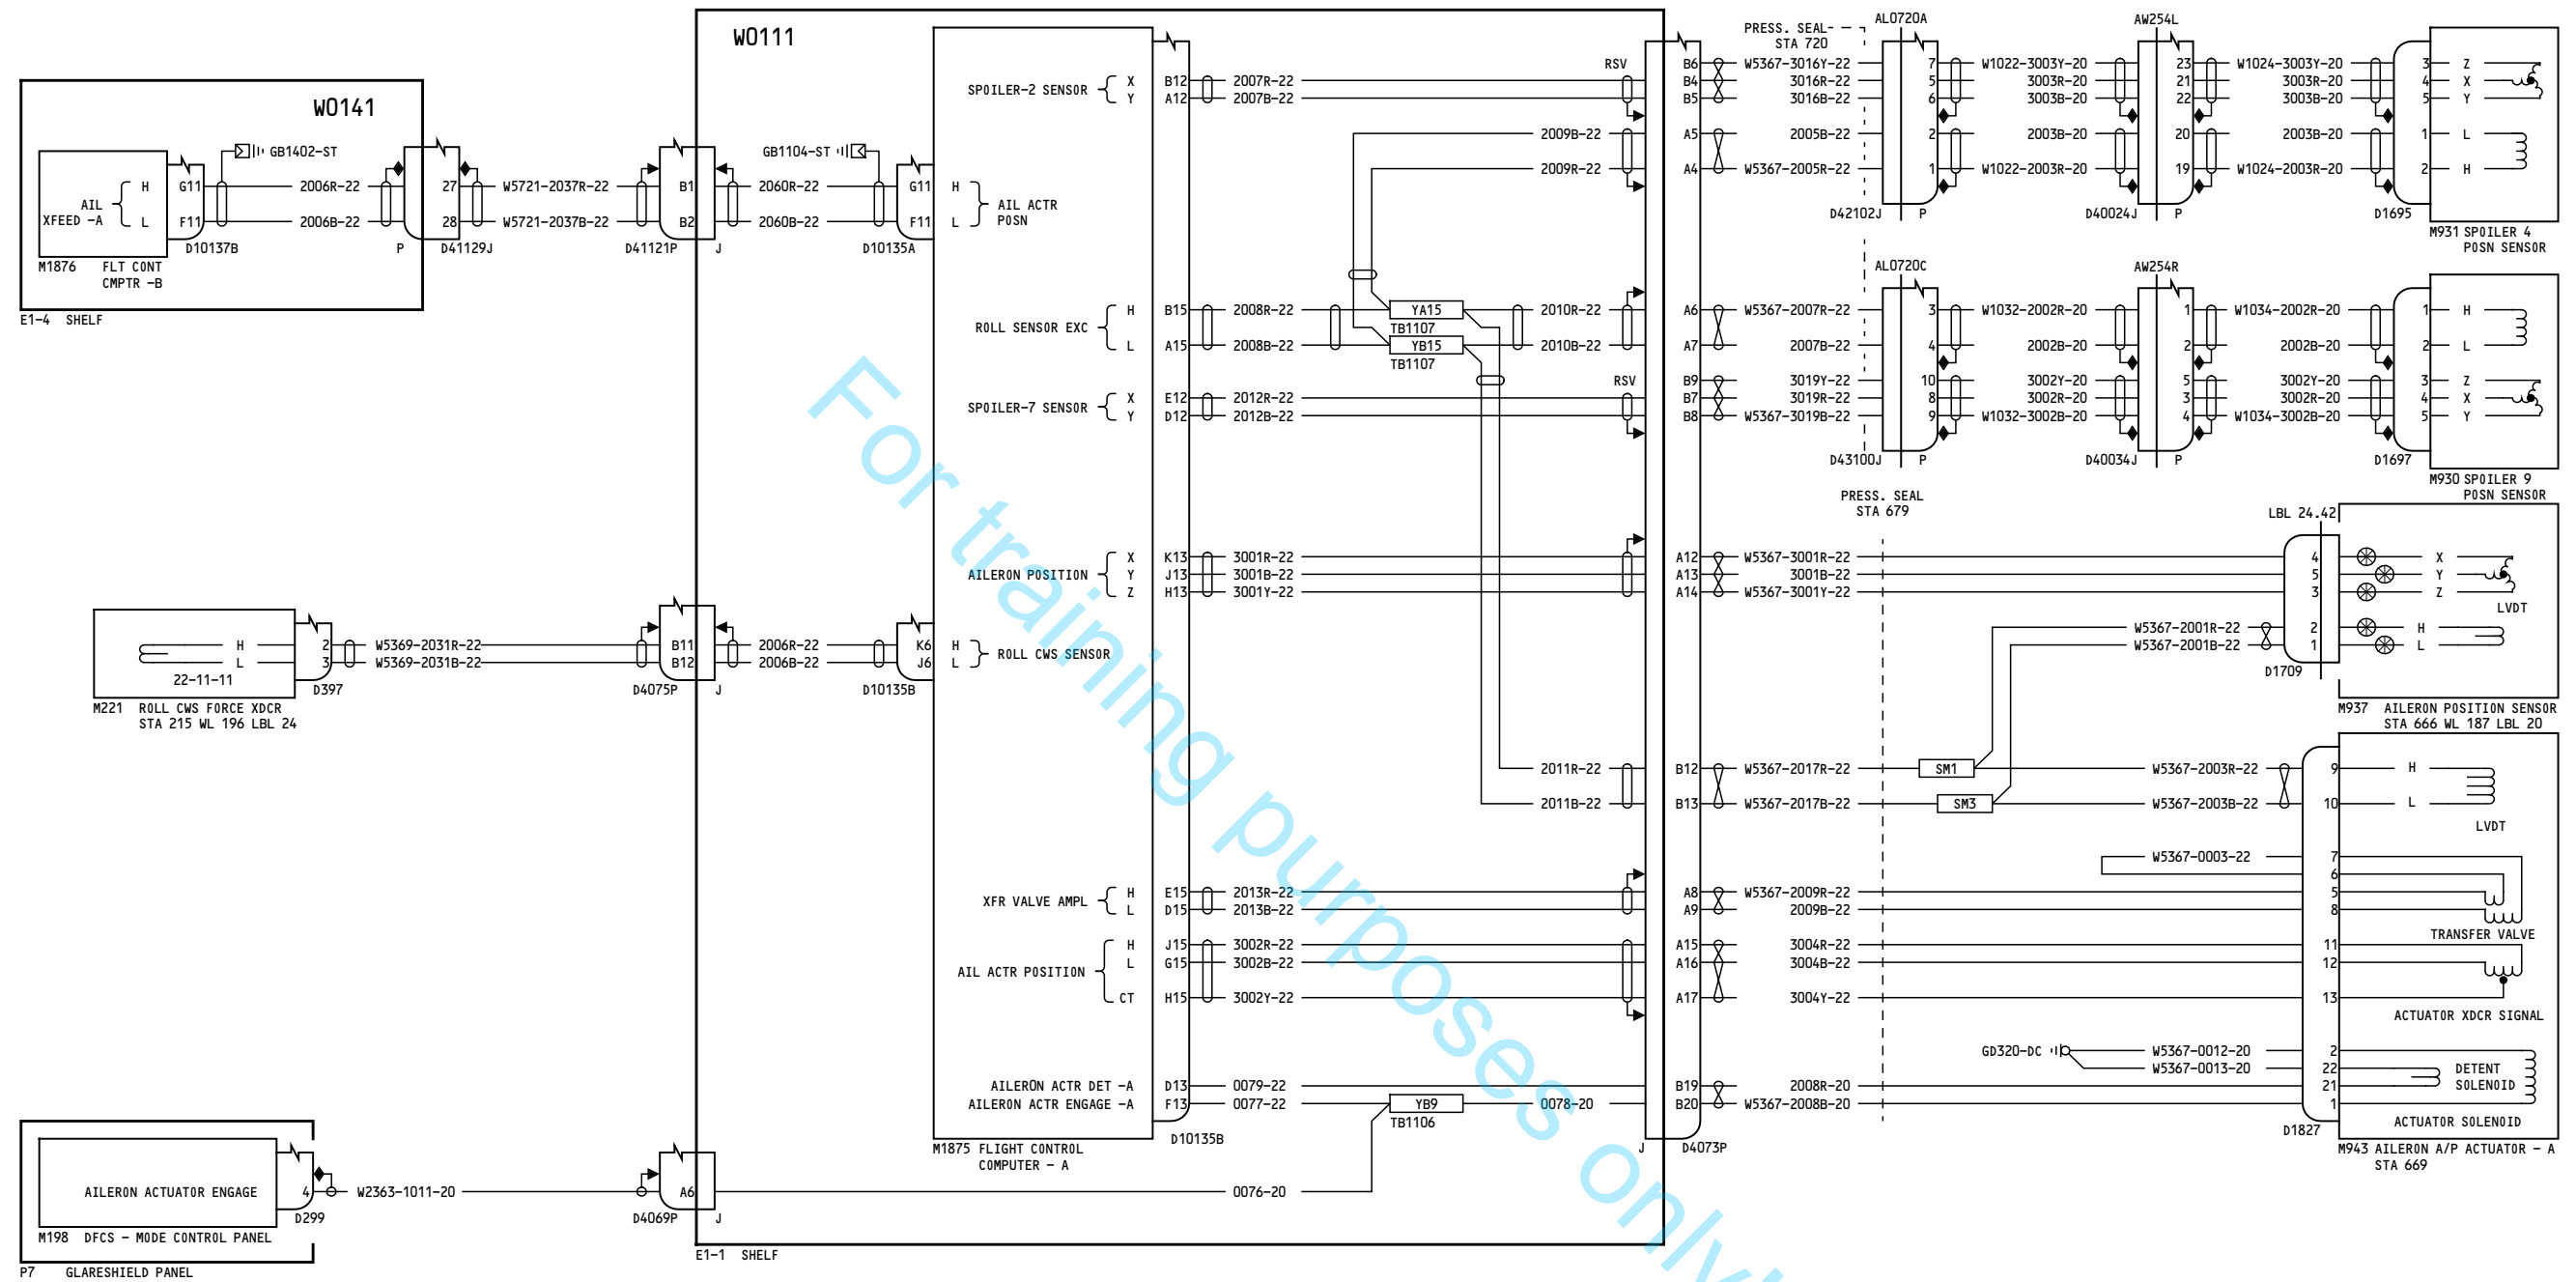 W0141
AIL
XFEED -A
H
L
G11
F11
GB1402-ST
2006R-22
2006B-22
D10137B
P
27
28
D41129J
M1876 FLT CONT
CMPTR -B
E1-4 SHELF
W5721-2037R-22
W5721-2037B-22
B1
B2
D41121P
J
W0111
GB1104-ST
2060R-22
2060B-22
G11
F11
D10135A
H
L
AIL ACTR
POSN
M221 ROLL CWS FORCE XDCR
STA 215 WL 196 LBL 24
H
L
22-11-11
2
3
D397
W5369-2031R-22
W5369-2031B-22
B11
B12
D4075P
J
2006R-22
2006B-22
K6
J6
D10135B
H
L
ROLL CWS SENSOR
AILERON ACTUATOR ENGAGE
4
D299
M198 DFCS - MODE CONTROL PANEL
P7 GLARESHIELD PANEL
W2363-1011-20
A6
D4069P
J
0076-20
E1-1 SHELF
SPOILER-2 SENSOR
X B12 2007R-22
Y A12 2007B-22
ROLL SENSOR EXC
H B15 2008R-22
L A15 2008B-22
SPOILER-7 SENSOR
X E12 2012R-22
Y D12 2012B-22
AILERON POSITION
X K13 3001R-22
Y J13 3001B-22
Z H13 3001Y-22
XFR VALVE AMPL
H E15 2013R-22
L D15 2013B-22
AIL ACTR POSITION
H J15 3002R-22
L G15 3002B-22
CT H15 3002Y-22
AILERON ACTR DET -A D13 0079-22
AILERON ACTR ENGAGE -A F13 0077-22
D10135B
M1875 FLIGHT CONTROL
COMPUTER - A
YA15
TB1107
YB15
TB1107
YB9
TB1106
0078-20
2009B-22
2009R-22
2010R-22
2010B-22
2011R-22
2011B-22
RSV
RSV
J
D4073P
B6 W5367-3016Y-22
B4 3016R-22
B5 3016B-22
A5 2005B-22
A4 W5367-2005R-22
A6 W5367-2007R-22
A7 2007B-22
B9 3019Y-22
B7 3019R-22
B8 W5367-3019B-22
A12 W5367-3001R-22
A13 3001B-22
A14 W5367-3001Y-22
B12 W5367-2017R-22
B13 W5367-2017B-22
A8 W5367-2009R-22
A9 2009B-22
A15 3004R-22
A16 3004B-22
A17 3004Y-22
B19 2008R-20
B20 W5367-2008B-20
PRESS. SEAL
STA 720
AL0720A
7 W1022-3003Y-20
5 3003R-20
6 3003B-20
2 2003B-20
1 W1022-2003R-20
D42102J P
AW254L
23 W1024-3003Y-20
21 3003R-20
22 3003B-20
20 2003B-20
19 W1024-2003R-20
D40024J P
3 Z
4 X
5 Y
1 L
2 H
D1695
M931 SPOILER 4
POSN SENSOR
AL0720C
3 W1032-2002R-20
4 2002B-20
10 3002Y-20
8 3002R-20
9 W1032-3002B-20
D43100J P
AW254R
1 W1034-2002R-20
2 2002B-20
5 3002Y-20
3 3002R-20
4 W1034-3002B-20
D40034J P
1 H
2 L
3 Z
4 X
5 Y
D1697
M930 SPOILER 9
POSN SENSOR
PRESS. SEAL
STA 679
LBL 24.42
4 X
5 Y
3 Z
LVDT
W5367-2001R-22 2 H
W5367-2001B-22 1 L
D1709
M937 AILERON POSITION SENSOR
STA 666 WL 187 LBL 20
SM1
SM3
W5367-2003R-22 9 H
W5367-2003B-22 10 L
LVDT
W5367-0003-22 7
6
5
8
TRANSFER VALVE
11
12
13
ACTUATOR XDCR SIGNAL
GD320-DC
W5367-0012-20 2
W5367-0013-20 22
21
1
DETENT
SOLENOID
ACTUATOR SOLENOID
D1827
M943 AILERON A/P ACTUATOR - A
STA 669
For training purposes only!